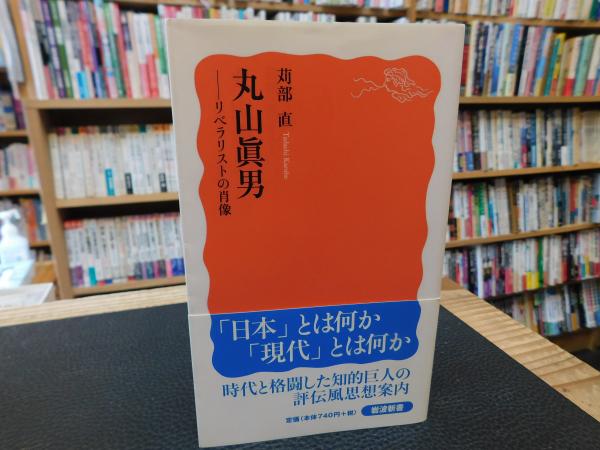 丸山眞男
――リベラリストの肖像
苅部 直
Tadashi Karube
「日本」とは何か
「現代」とは何か
時代と格闘した知的巨人の
評伝風思想案内
定価(本体740円+税)
岩波新書